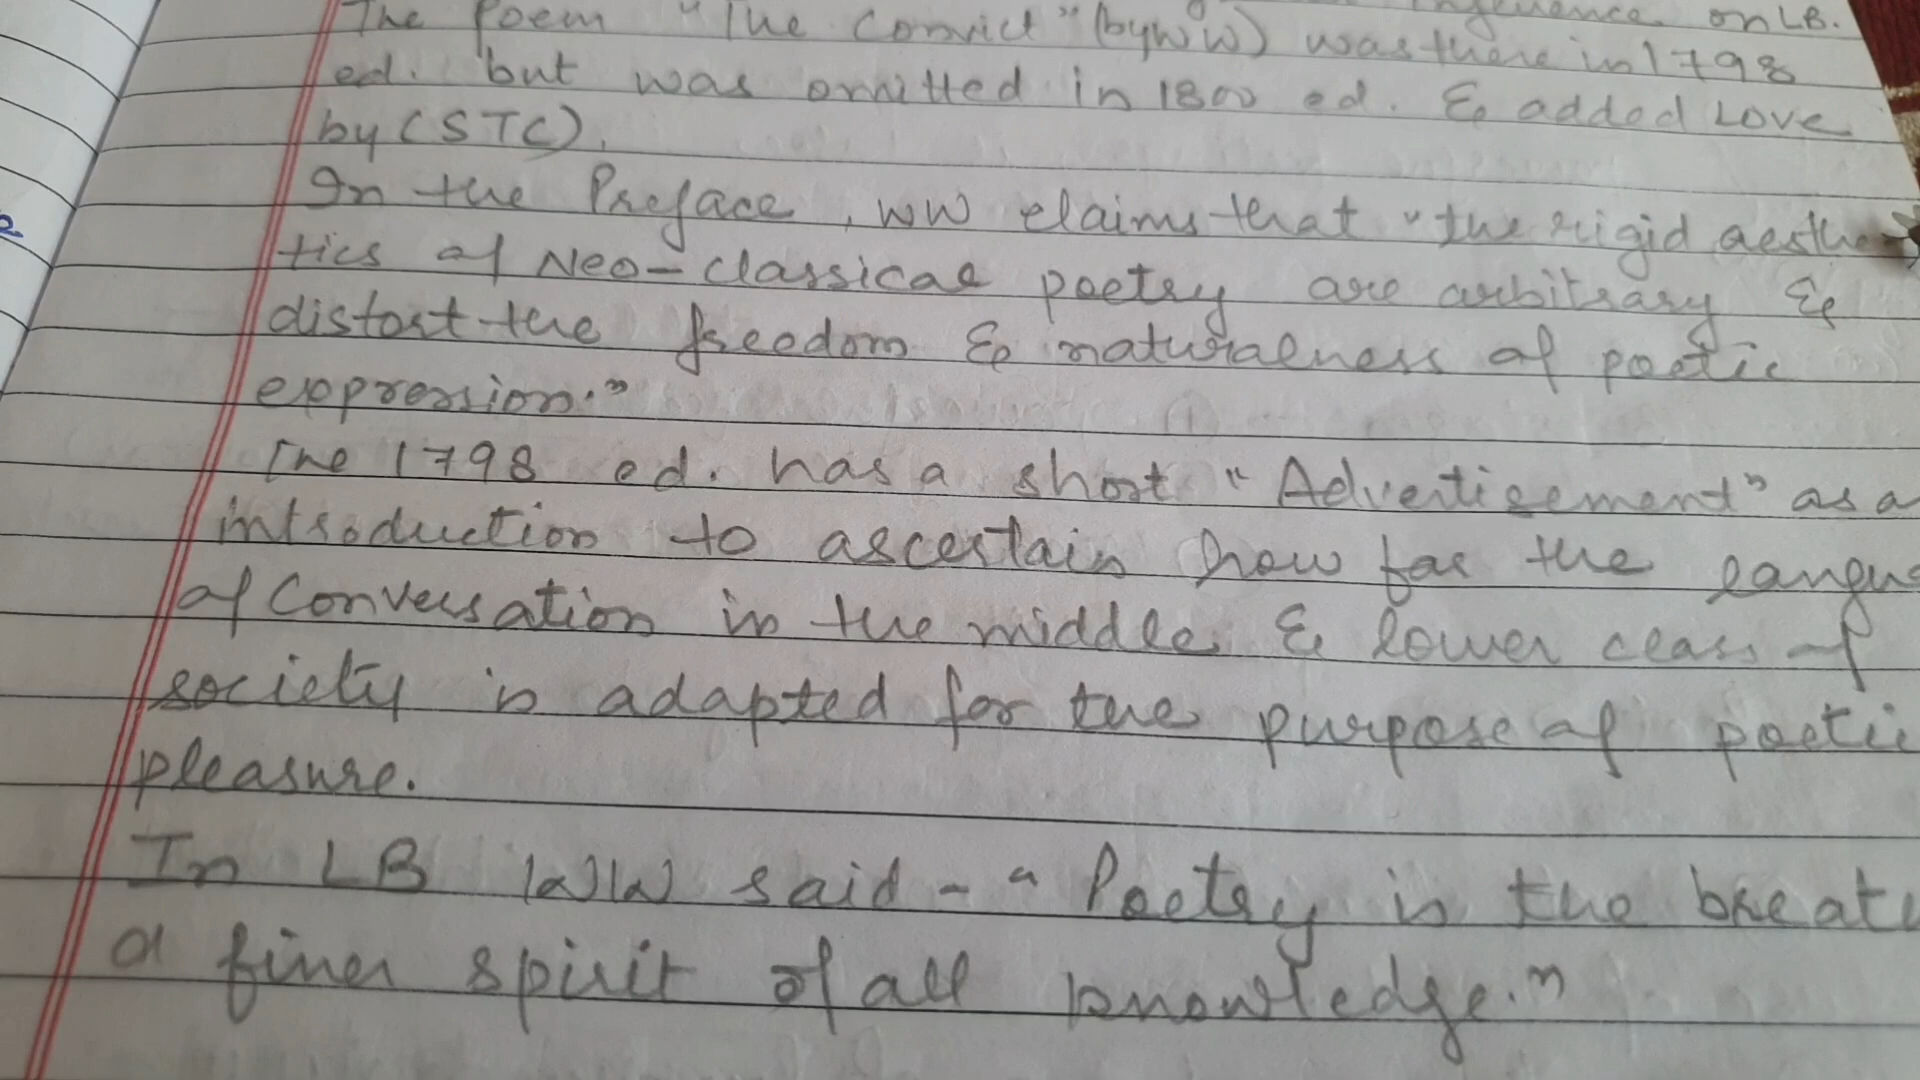 influence on LB.
The Poem "The Convict" (by WW) was there in 1798
ed. but was omitted in 1800 ed. & added Love
by (STC).
In the Preface, WW claims that "the rigid aesthe
tics of Neo-classical poetry are arbitrary &
distort the freedom & naturalness of poetic
expression."
The 1798 ed. has a short "Advertisement" as a
introduction to ascertain how far the langu
of Conversation in the middle & lower class of
society is adapted for the purpose of poetic
pleasure.
In LB WW said - "Poetry is the breath
a finer spirit of all knowledge."